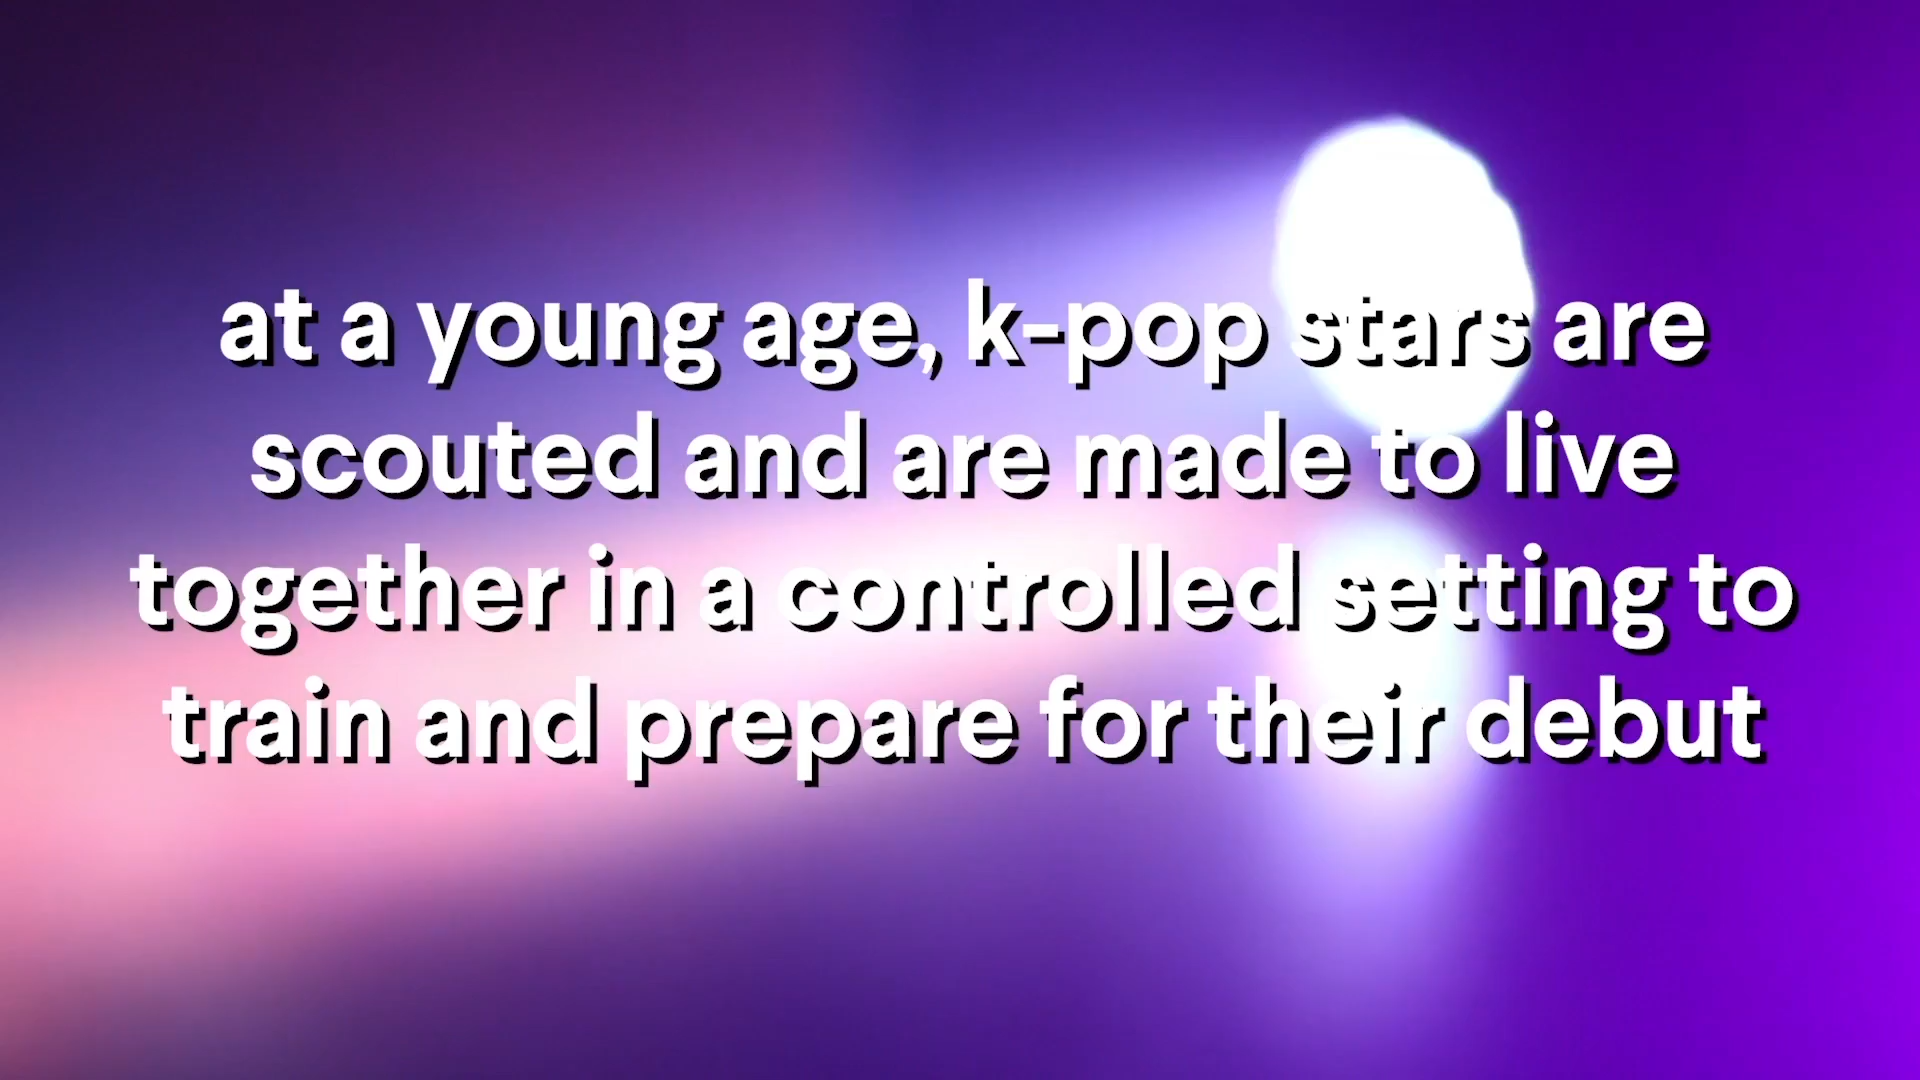 at a young age, k-pop stars are
scouted and are made to live
together in a controlled setting to
train and prepare for their debut